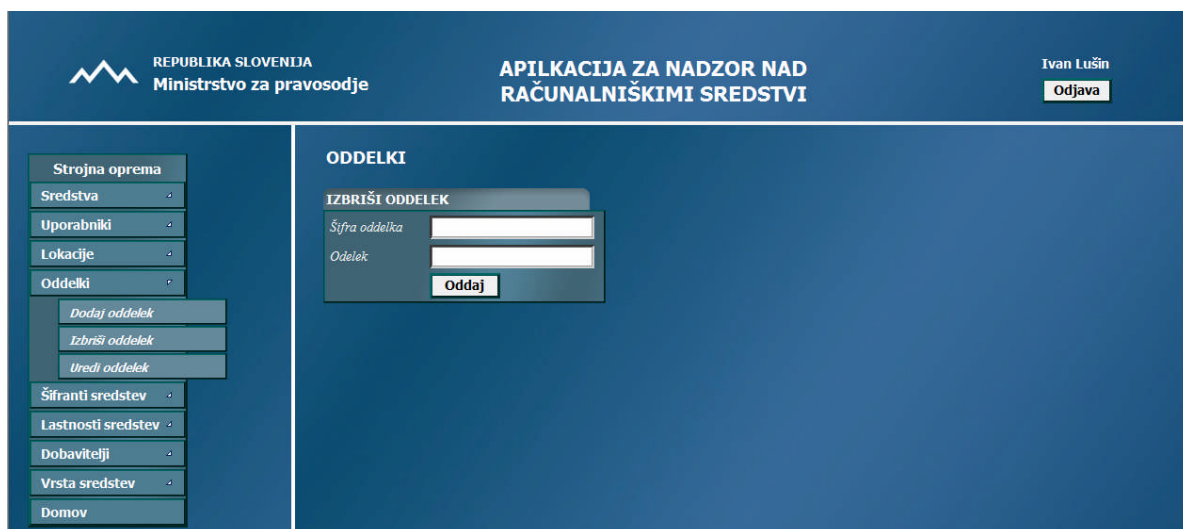 REPUBLIKA SLOVENIJA
Ministrstvo za pravosodje
APILKACIJA ZA NADZOR NAD
RAČUNALNIŠKIMI SREDSTVI
Ivan Lušin
Odjava
Strojna oprema
Sredstva
Uporabniki
Lokacije
Oddelki
Dodaj oddelek
Izbriši oddelek
Uredi oddelek
Šifranti sredstev
Lastnosti sredstev
Dobavitelji
Vrsta sredstev
Domov
ODDELKI
IZBRIŠI ODDELEK
Šifra oddelka
Odelek
Oddaj